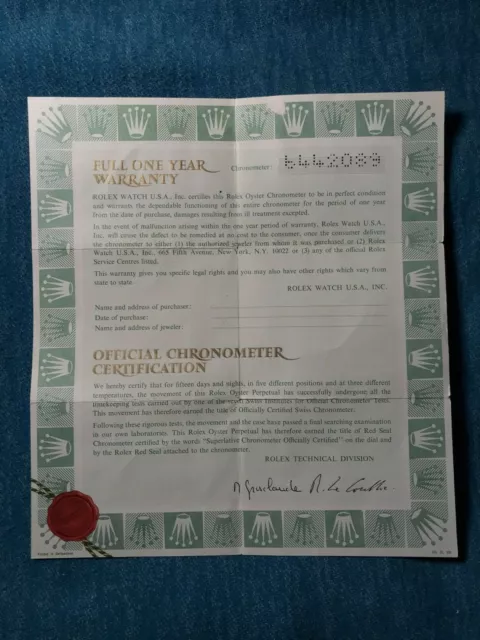 FULL ONE YEAR
WARRANTY
Chronometer: 5442089
ROLEX WATCH U.S.A., Inc. certifies this Rolex Oyster Chronometer to be in perfect condition
and warrants the dependable functioning of the entire chronometer for the period of one year
from the date of purchase, damages resulting from ill treatment excepted.
In the event of malfunction arising within the one year period of warranty, Rolex Watch U.S.A.,
Inc. will cause the defect to be remedied at no cost to the consumer, once the consumer delivers
the chronometer to either (1) the authorized jeweler from whom it was purchased or (2) Rolex
Watch U.S.A., Inc. 665 Fifth Avenue, New York, N.Y. 10022 or (3) any of the official Rolex
Service Centres listed.
This warranty gives you specific legal rights and you may also have other rights which vary from
state to state.
ROLEX WATCH U.S.A., INC.
Name and address of purchaser:
Date of purchase:
Name and address of jeweler:
OFFICIAL CHRONOMETER
CERTIFICATION
We hereby certify that for fifteen days and nights, in five different positions and at three different
temperatures, the movement of this Rolex Oyster Perpetual has successfully undergone all the
timekeeping tests carried out by one of the Swiss Institutes for Official Chronometer Tests.
This movement has therefore earned the title of Officially Certified Swiss Chronometer.
Following these rigorous tests, the movement and the case have passed a final searching examination
in our own laboratories. This Rolex Oyster Perpetual has therefore earned the title of Red Seal
Chronometer certified by the words "Superlative Chronometer Officially Certified" on the dial and
by the Rolex Red Seal attached to the chronometer.
ROLEX TECHNICAL DIVISION